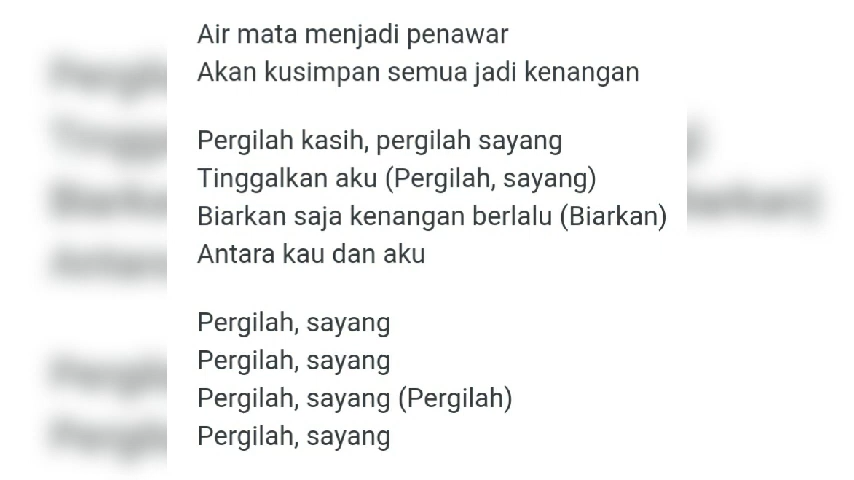 Air mata menjadi penawar
Akan kusimpan semua jadi kenangan
Pergilah kasih, pergilah sayang
Tinggalkan aku (Pergilah, sayang)
Biarkan saja kenangan berlalu (Biarkan)
Antara kau dan aku
Pergilah, sayang
Pergilah, sayang
Pergilah, sayang (Pergilah)
Pergilah, sayang